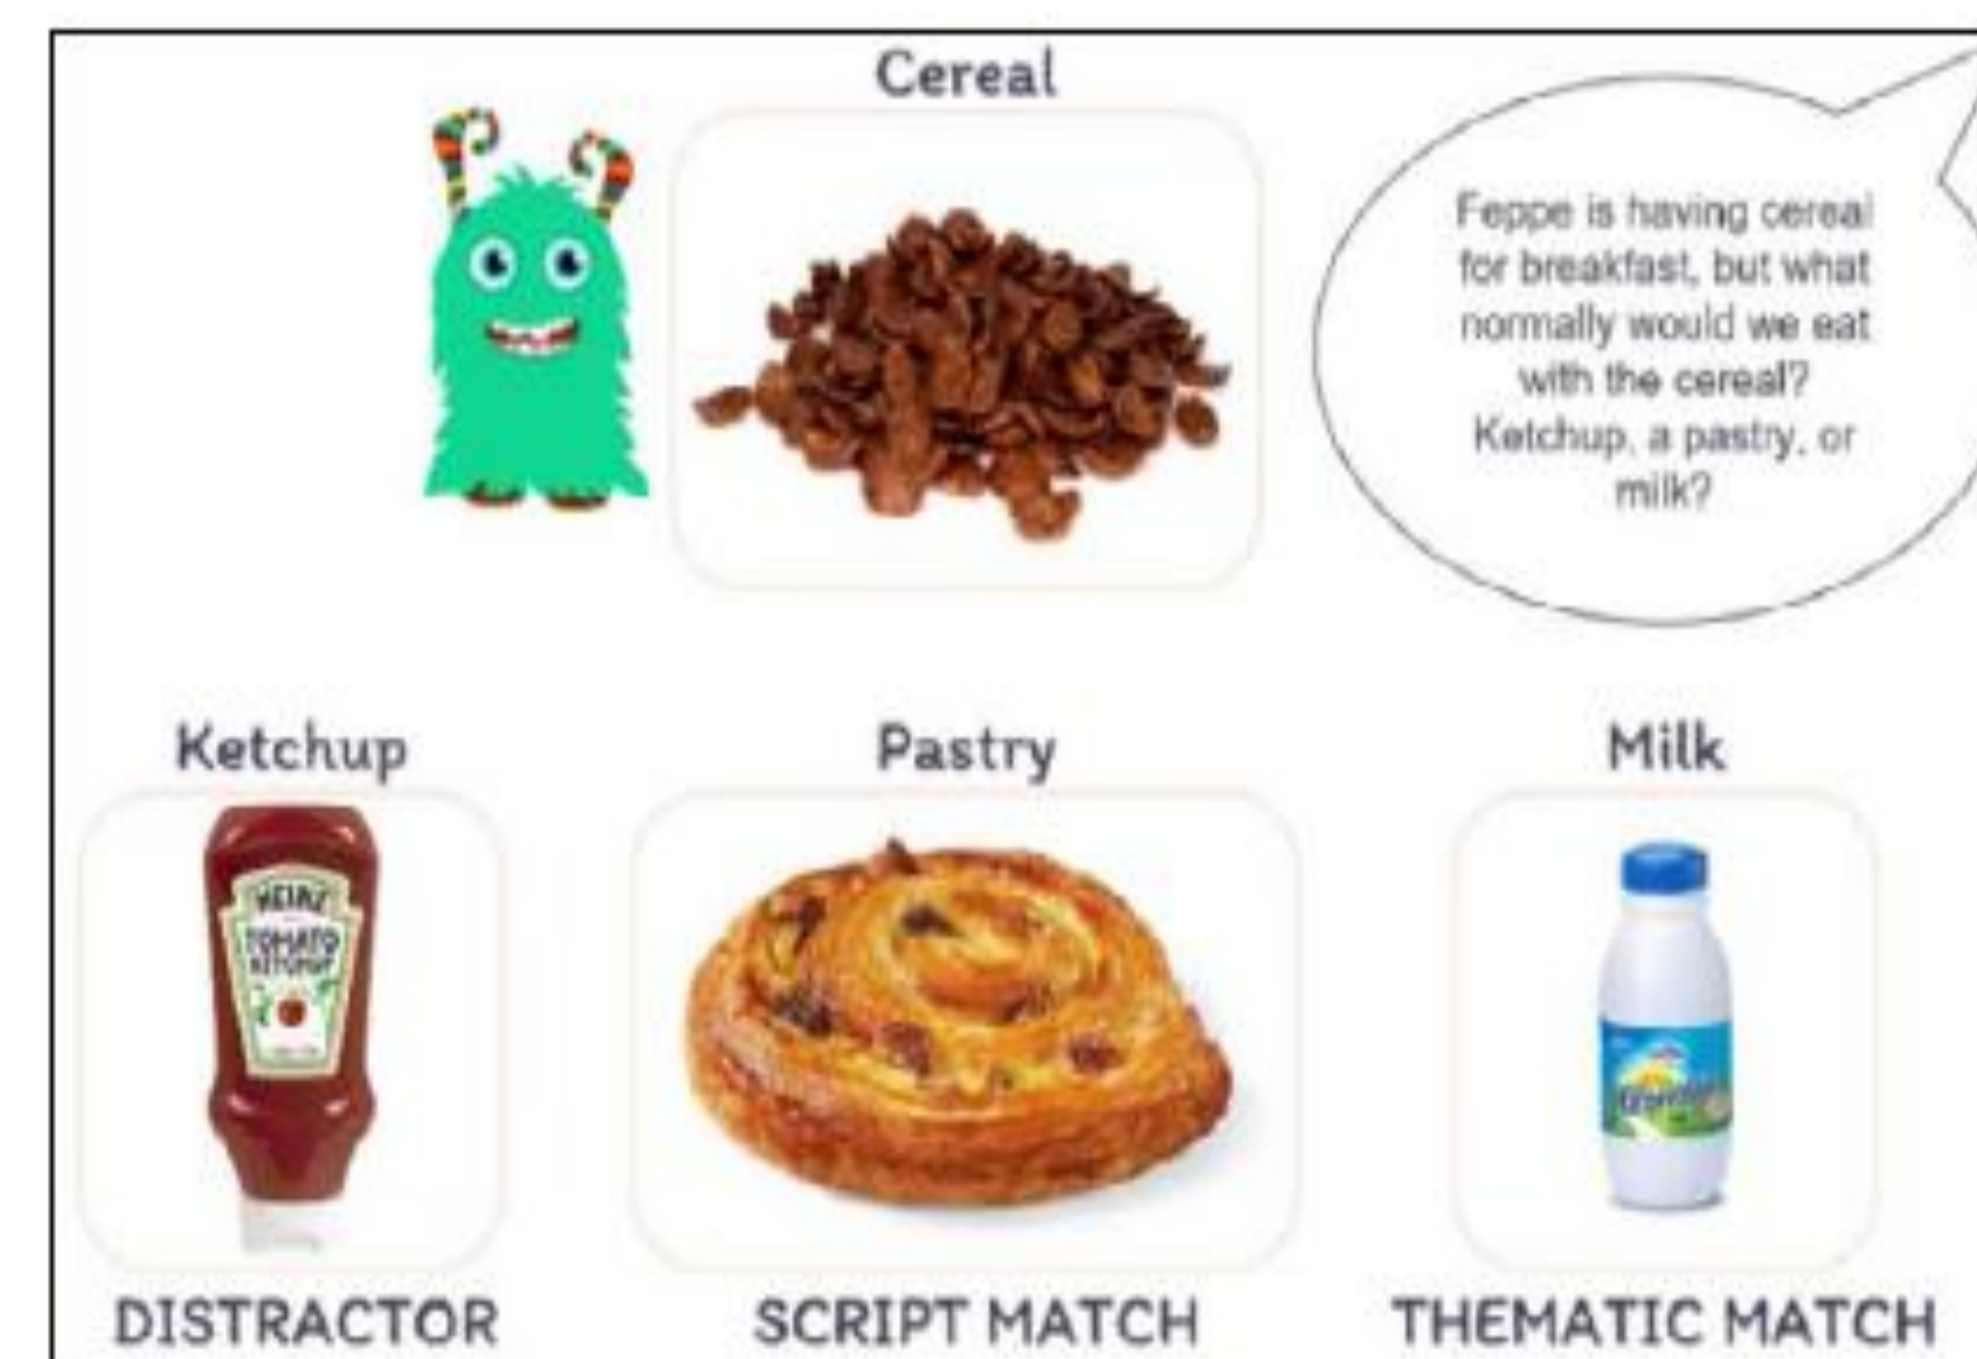 Cereal
Feppe is having cereal
for breakfast, but what
normally would we eat
with the cereal?
Ketchup, a pastry, or
milk?
Ketchup
Pastry
Milk
HEINZ
TOMATO
KETCHUP
DISTRACTOR
SCRIPT MATCH
THEMATIC MATCH